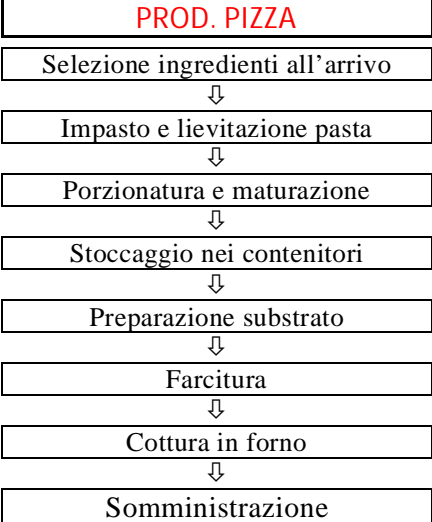 PROD. PIZZA
Selezione ingredienti all'arrivo
⇩
Impasto e lievitazione pasta
⇩
Porzionatura e maturazione
⇩
Stoccaggio nei contenitori
⇩
Preparazione substrato
⇩
Farcitura
⇩
Cottura in forno
⇩
Somministrazione